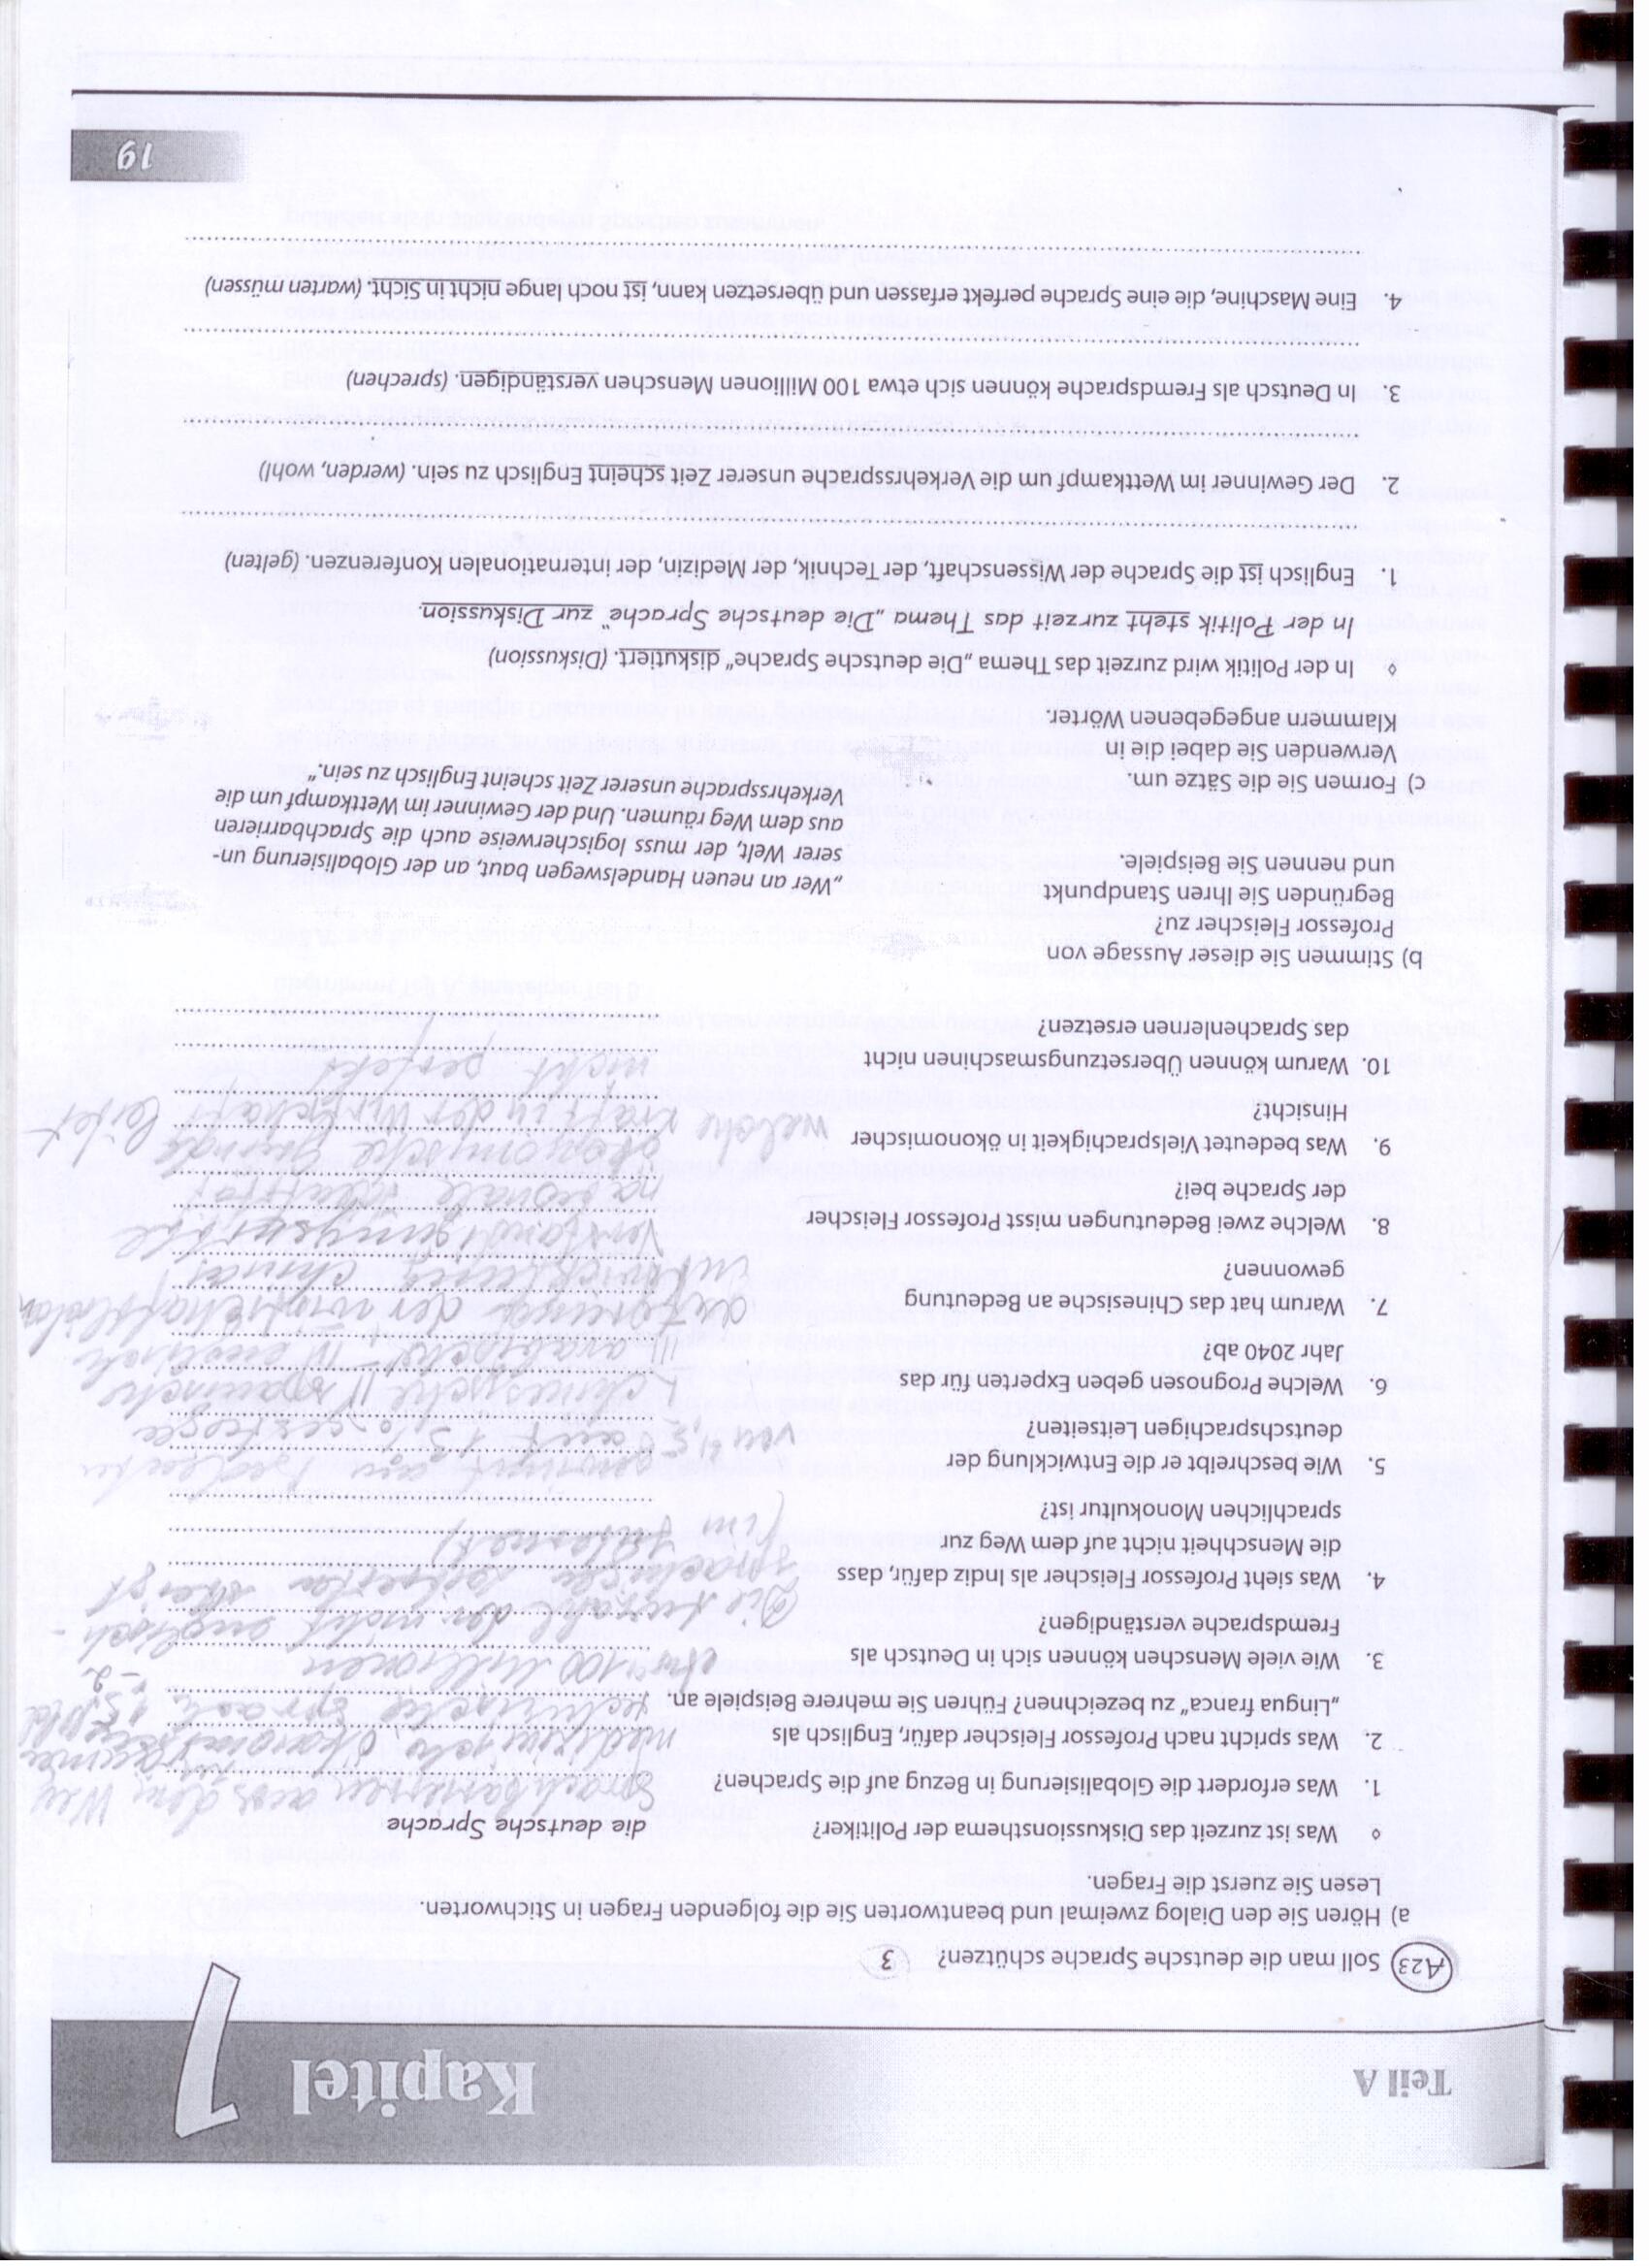 Teil A
Kapitel 1
A23 Soll man die deutsche Sprache schützen? 3
a) Hören Sie den Dialog zweimal und beantworten Sie die folgenden Fragen in Stichworten.
Lesen Sie zuerst die Fragen.
◊ Was ist zurzeit das Diskussionsthema der Politiker? die deutsche Sprache
1. Was erfordert die Globalisierung in Bezug auf die Sprachen? Sprachbarierren aus dem Weg
zu räumen
2. Was spricht nach Professor Fleischer dafür, Englisch als medizinische, ökonomische
„Lingua franca“ zu bezeichnen? Führen Sie mehrere Beispiele an. technische Sprach 1,5 Mld
- 2
3. Wie viele Menschen können sich in Deutsch als etwa 100 Millionen
Fremdsprache verständigen?
Die Anzahl der nicht englisch-
4. Was sieht Professor Fleischer als Indiz dafür, dass sprachigen Leitseiten steigt
die Menschheit nicht auf dem Weg zur (im Internet)
sprachlichen Monokultur ist?
5. Wie beschreibt er die Entwicklung der gewinnt an Bedeutu
deutschsprachigen Leitseiten? von 4,5 auf 13% gestiegen
6. Welche Prognosen geben Experten für das I chinesische II spanische
Jahr 2040 ab? III arabische, IV englisch
7. Warum hat das Chinesische an Bedeutung aufgrund der wirtschaftlichen
gewonnen? Entwicklung Chinas
8. Welche zwei Bedeutungen misst Professor Fleischer Verständigungsmittel
der Sprache bei? nationale Identität
9. Was bedeutet Vielsprachigkeit in ökonomischer ökonomische Gründe
Hinsicht? welche Kraft in der Wirtschaft leitet
10. Warum können Übersetzungsmaschinen nicht nicht perfekt
das Sprachenlernen ersetzen?
b) Stimmen Sie dieser Aussage von
Professor Fleischer zu?
Begründen Sie Ihren Standpunkt
und nennen Sie Beispiele.
„Wer an neuen Handelswegen baut, an der Globalisierung un-
serer Welt, der muss logischerweise auch die Sprachbarrieren
aus dem Weg räumen. Und der Gewinner im Wettkampf um die
Verkehrssprache unserer Zeit scheint Englisch zu sein.“
c) Formen Sie die Sätze um.
Verwenden Sie dabei die in
Klammern angegebenen Wörter.
◊ In der Politik wird zurzeit das Thema „Die deutsche Sprache“ diskutiert. (Diskussion)
In der Politik steht zurzeit das Thema „Die deutsche Sprache“ zur Diskussion.
1. Englisch ist die Sprache der Wissenschaft, der Technik, der Medizin, der internationalen Konferenzen. (gelten)
2. Der Gewinner im Wettkampf um die Verkehrssprache unserer Zeit scheint Englisch zu sein. (werden, wohl)
3. In Deutsch als Fremdsprache können sich etwa 100 Millionen Menschen verständigen. (sprechen)
4. Eine Maschine, die eine Sprache perfekt erfassen und übersetzen kann, ist noch lange nicht in Sicht. (warten müssen)
19